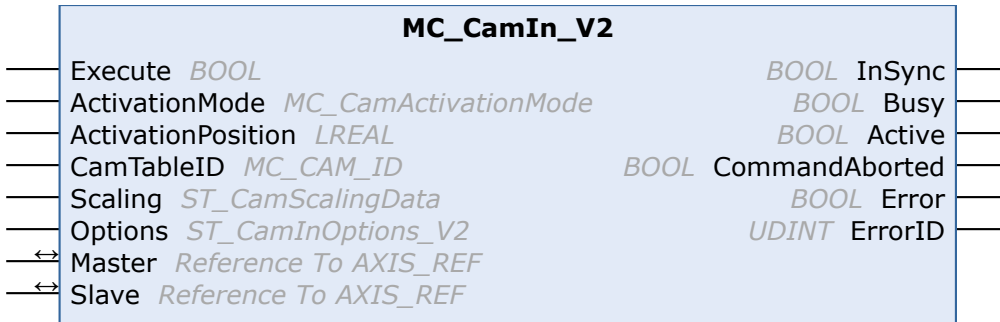 MC_CamIn_V2
Execute BOOL BOOL InSync
ActivationMode MC_CamActivationMode BOOL Busy
ActivationPosition LREAL BOOL Active
CamTableID MC_CAM_ID BOOL CommandAborted
Scaling ST_CamScalingData BOOL Error
Options ST_CamInOptions_V2 UDINT ErrorID
↔ Master Reference To AXIS_REF
↔ Slave Reference To AXIS_REF